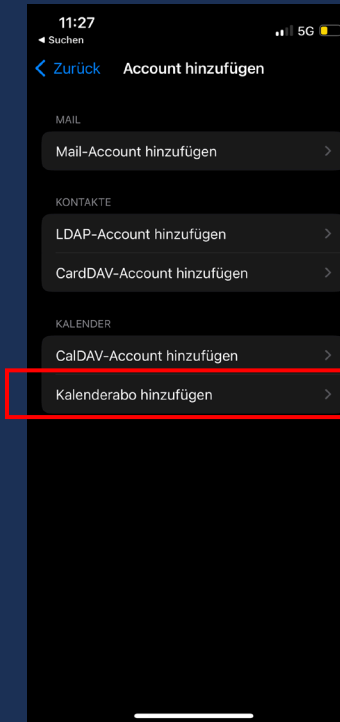 11:27
5G
Suchen
Zurück
Account hinzufügen
MAIL
Mail-Account hinzufügen
KONTAKTE
LDAP-Account hinzufügen
CardDAV-Account hinzufügen
KALENDER
CalDAV-Account hinzufügen
Kalenderabo hinzufügen